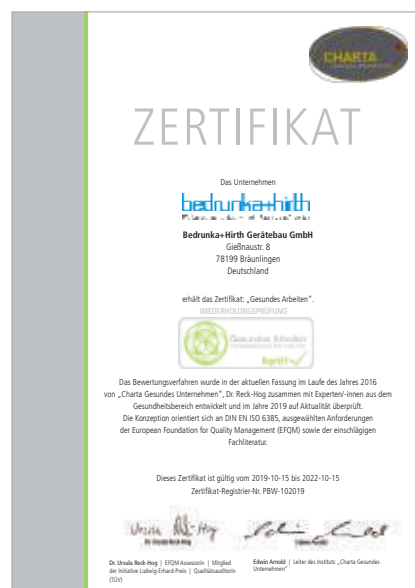 CHARTA
ZERTIFIKAT
Das Unternehmen
bedrunka+hirth
Bedrunka+Hirth Gerätebau GmbH
Gießnaustr. 8
78199 Bräunlingen
Deutschland
erhält das Zertifikat: „Gesundes Arbeiten“.
WIEDERHOLUNGSPRÜFUNG
Gesundes Arbeiten
Geprüft
Das Bewertungsverfahren wurde in der aktuellen Fassung im Laufe des Jahres 2016
von „Charta Gesundes Unternehmen“, Dr. Reck-Hog zusammen mit Experten/-innen aus dem
Gesundheitsbereich entwickelt und im Jahre 2019 auf Aktualität überprüft.
Die Konzeption orientiert sich an DIN EN ISO 6385, ausgewählten Anforderungen
der European Foundation for Quality Management (EFQM) sowie der einschlägigen
Fachliteratur.
Dieses Zertifikat ist gültig vom 2019-10-15 bis 2022-10-15
Zertifikat-Registrier-Nr. PBW-102019
Ursula Reck-Hog
Dr. Ursula Reck-Hog | EFQM Assessorin | Mitglied
der Initiative Ludwig-Erhard-Preis | Qualitätsauditorin
(TÜV)
Edwin Arnold
Edwin Arnold | Leiter des Instituts „Charta Gesundes
Unternehmen“